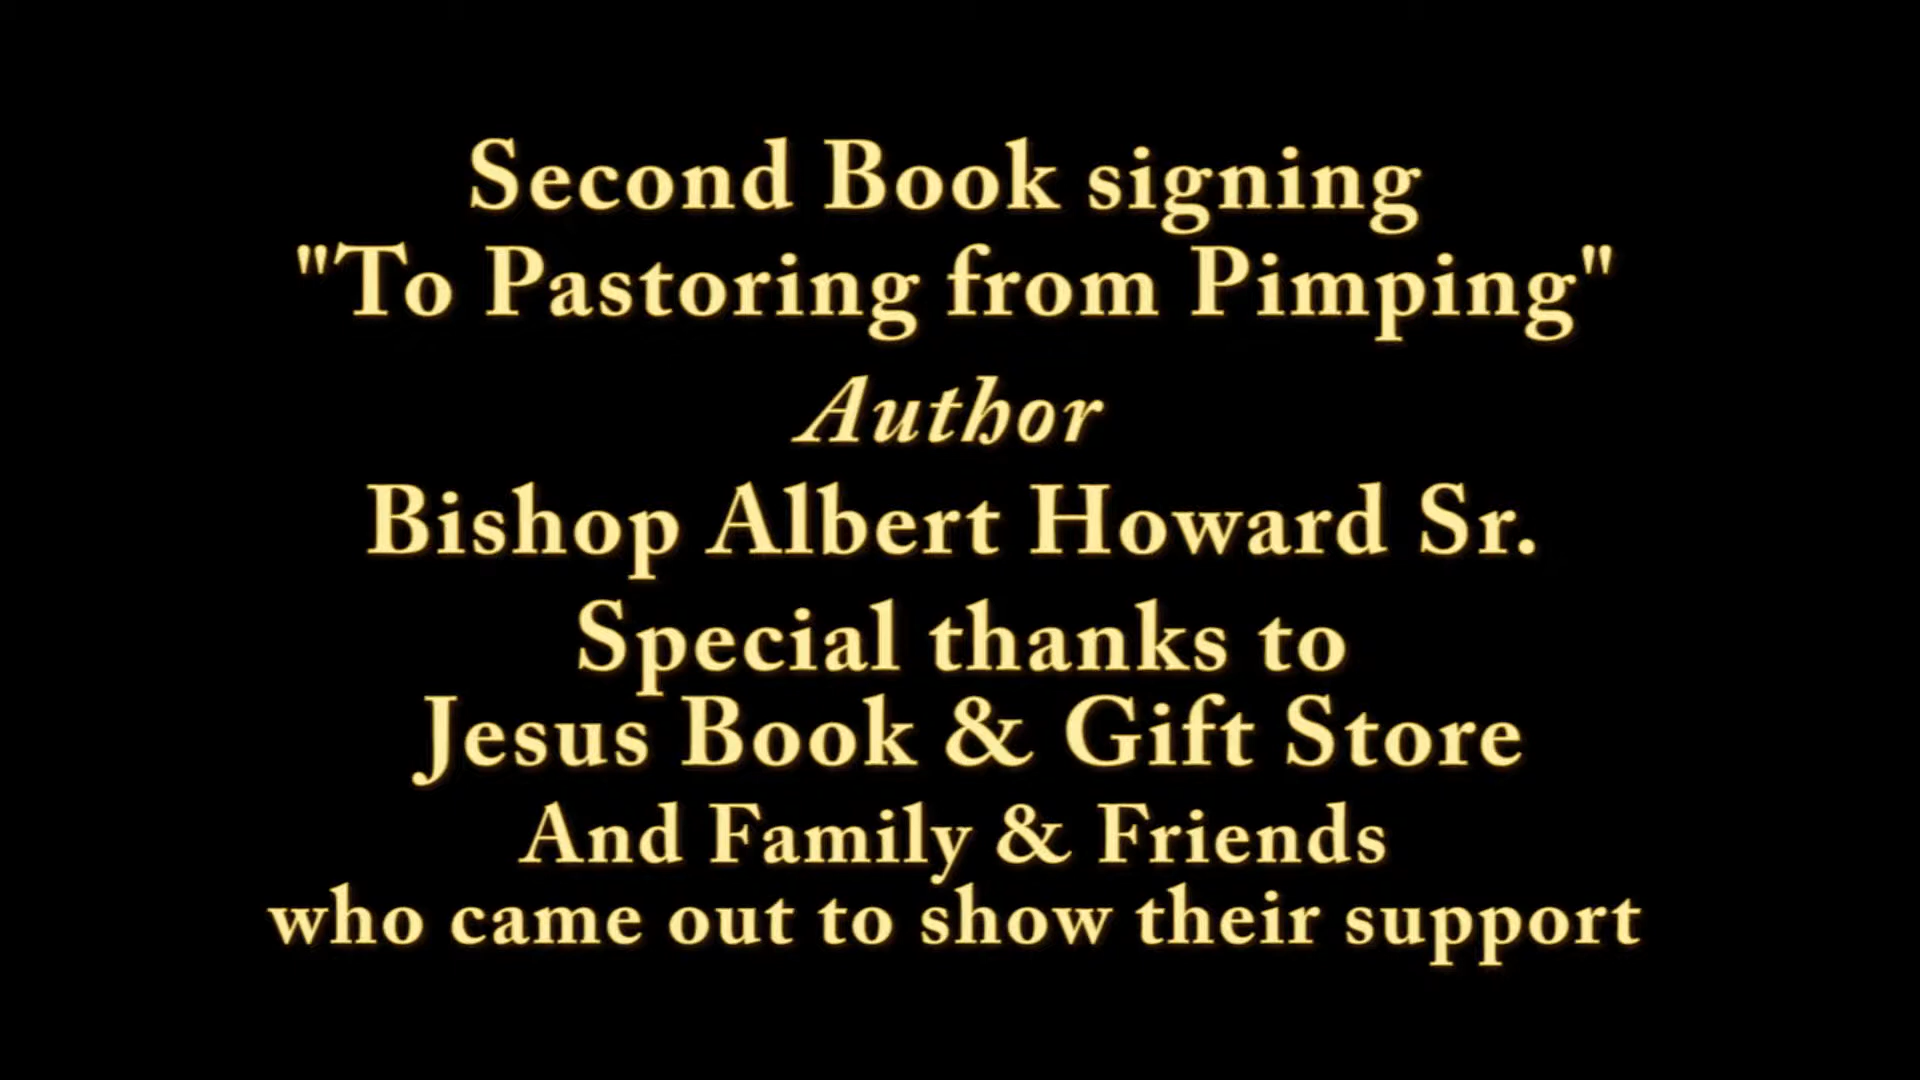 Second Book signing
"To Pastoring from Pimping"
Author
Bishop Albert Howard Sr.
Special thanks to
Jesus Book & Gift Store
And Family & Friends
who came out to show their support